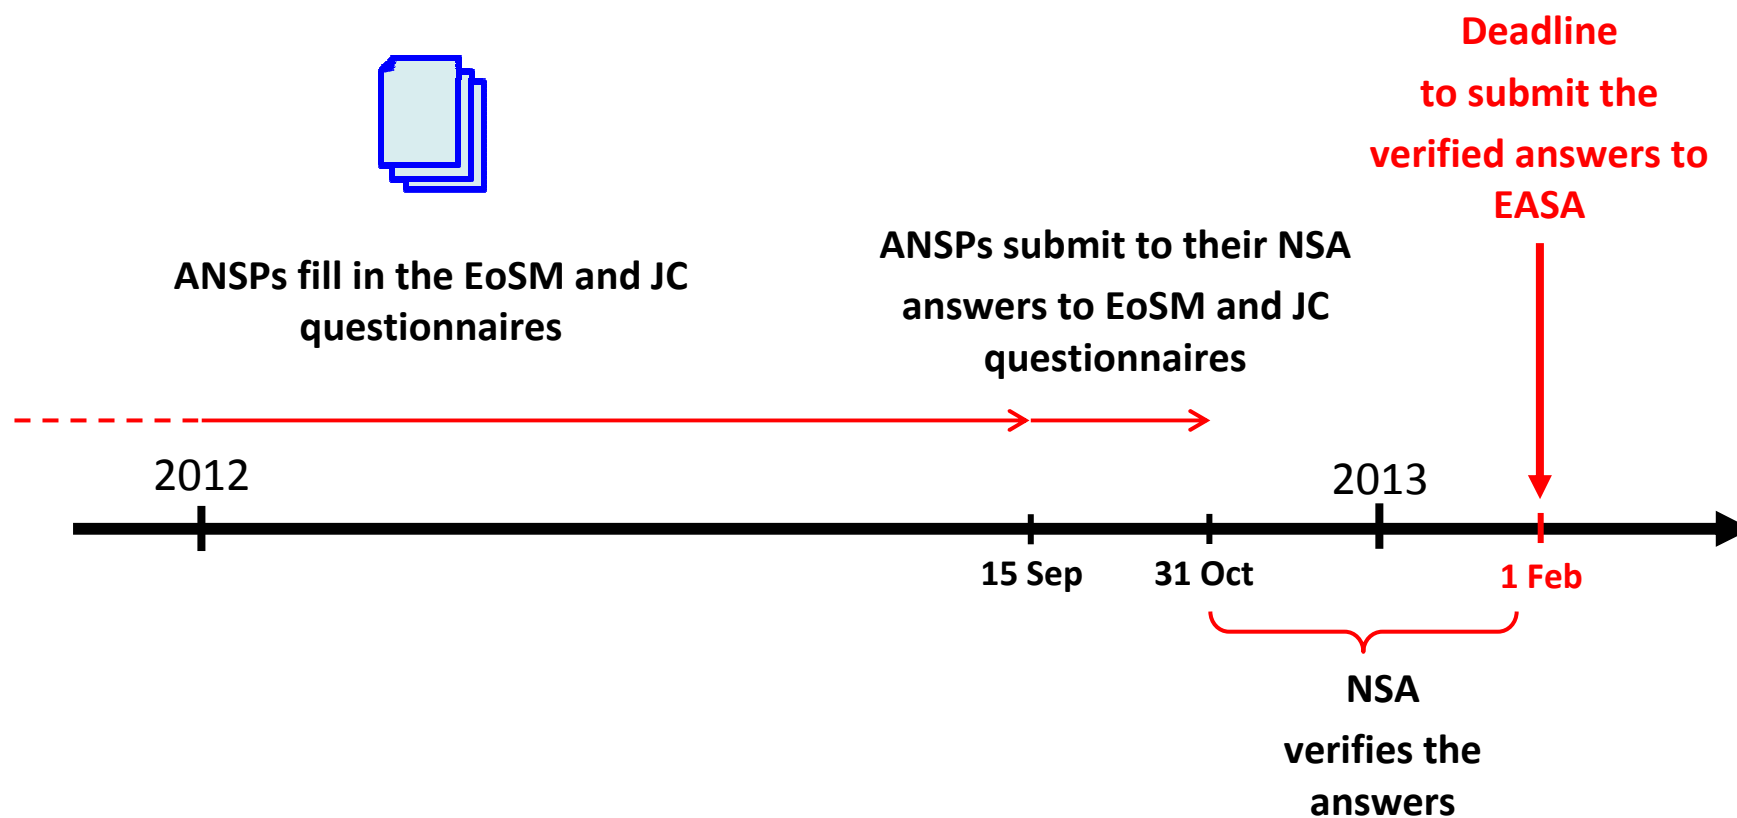 Deadline
to submit the
verified answers to
EASA
ANSPs fill in the EoSM and JC
questionnaires
ANSPs submit to their NSA
answers to EoSM and JC
questionnaires
2012
2013
15 Sep
31 Oct
1 Feb
NSA
verifies the
answers